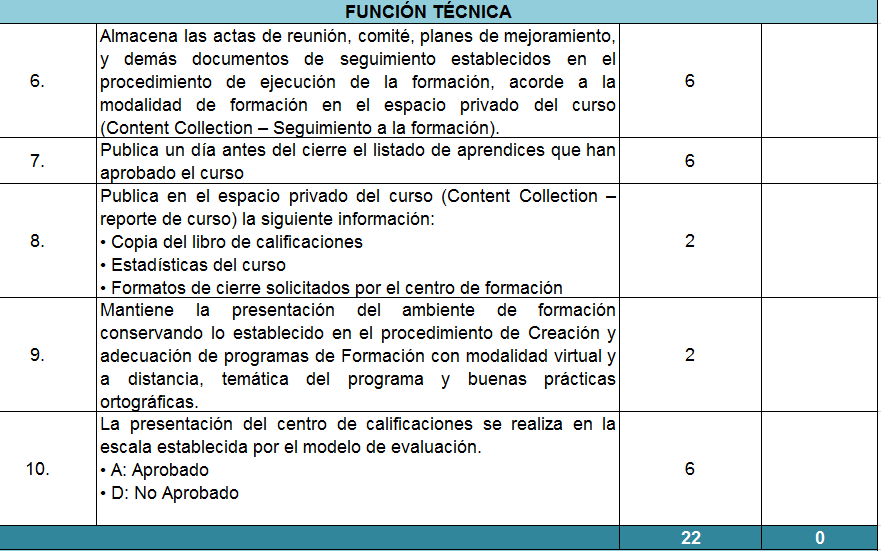 FUNCIÓN TÉCNICA
Almacena las actas de reunión, comité, planes de mejoramiento,
y demás documentos de seguimiento establecidos en el
6. procedimiento de ejecución de la formación, acorde a la 6
modalidad de formación en el espacio privado del curso
(Content Collection – Seguimiento a la formación).
7. Publica un día antes del cierre el listado de aprendices que han 6
aprobado el curso
Publica en el espacio privado del curso (Content Collection –
reporte de curso) la siguiente información:
8. • Copia del libro de calificaciones 2
• Estadísticas del curso
• Formatos de cierre solicitados por el centro de formación
Mantiene la presentación del ambiente de formación
conservando lo establecido en el procedimiento de Creación y
9. adecuación de programas de Formación con modalidad virtual y 2
a distancia, temática del programa y buenas prácticas
ortográficas.
La presentación del centro de calificaciones se realiza en la
escala establecida por el modelo de evaluación.
10. • A: Aprobado 6
• D: No Aprobado
22 0